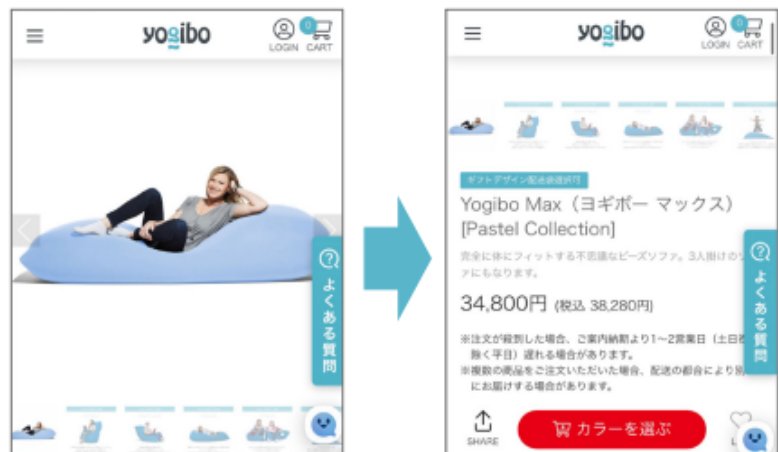 yogibo
LOGIN
0
CART
よくある質問
yogibo
LOGIN
0
CART
ギフトデザイン配送袋選択可
Yogibo Max（ヨギボー マックス）
[Pastel Collection]
完全に体にフィットする不思議なビーズソファ。3人掛けのソ
ァにもなります。
34,800円 (税込 38,280円)
※注文が殺到した場合、ご案内納期より1〜2営業日（土日祝
除く平日）遅れる場合があります。
※複数の商品をご注文いただいた場合、配送の都合により別
にお届けする場合があります。
よくある質問
SHARE
カラーを選ぶ